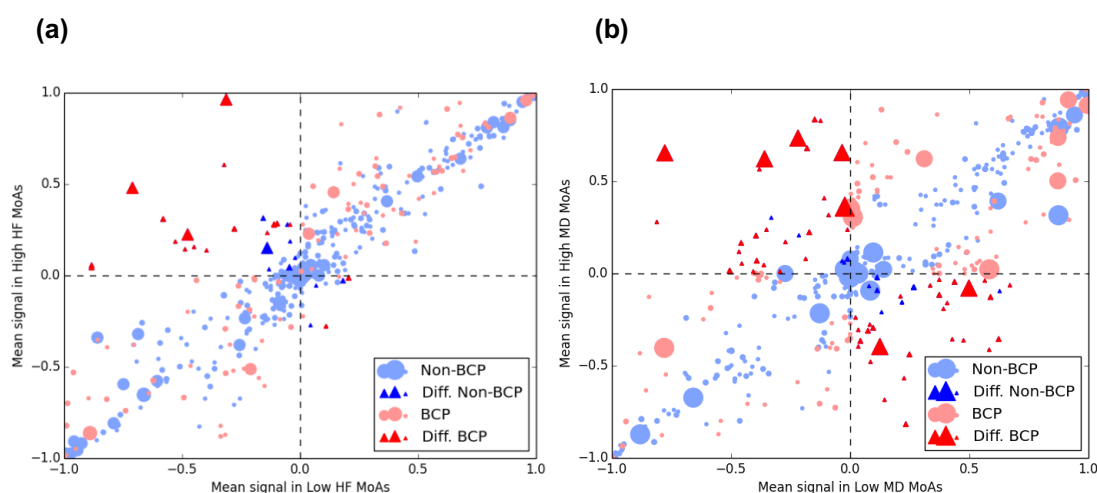 (a)
(b)
Mean signal in High HF MoAs
1.0
0.5
0.0
−0.5
−1.0
−1.0
−0.5
0.0
0.5
1.0
Mean signal in Low HF MoAs
Non-BCP
Diff. Non-BCP
BCP
Diff. BCP
Mean signal in High MD MoAs
1.0
0.5
0.0
−0.5
−1.0
−1.0
−0.5
0.0
0.5
1.0
Mean signal in Low MD MoAs
Non-BCP
Diff. Non-BCP
BCP
Diff. BCP